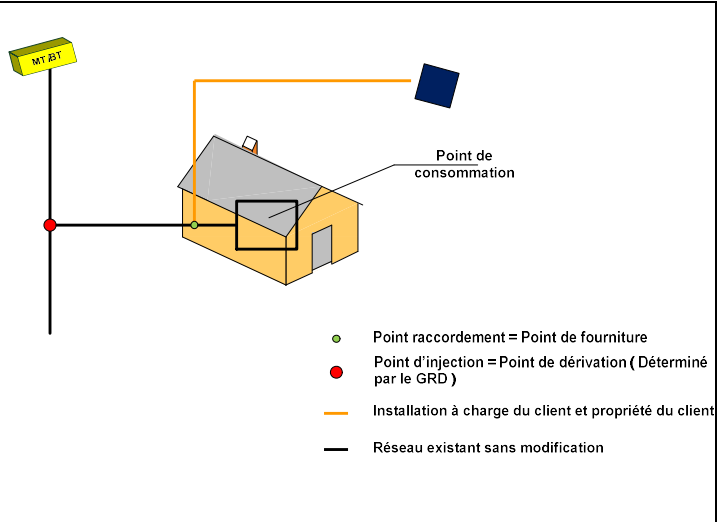 MT/BT
Point de
consommation
Point raccordement = Point de fourniture
Point d'injection = Point de dérivation ( Déterminé
par le GRD )
Installation à charge du client et propriété du client
Réseau existant sans modification